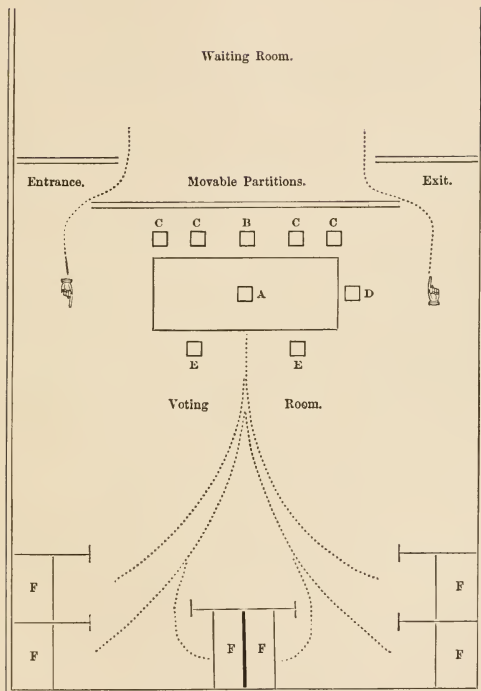 Waiting Room.
Entrance.
Movable Partitions.
Exit.
C C B C C
A
D
E E
Voting Room.
F F
F F F F